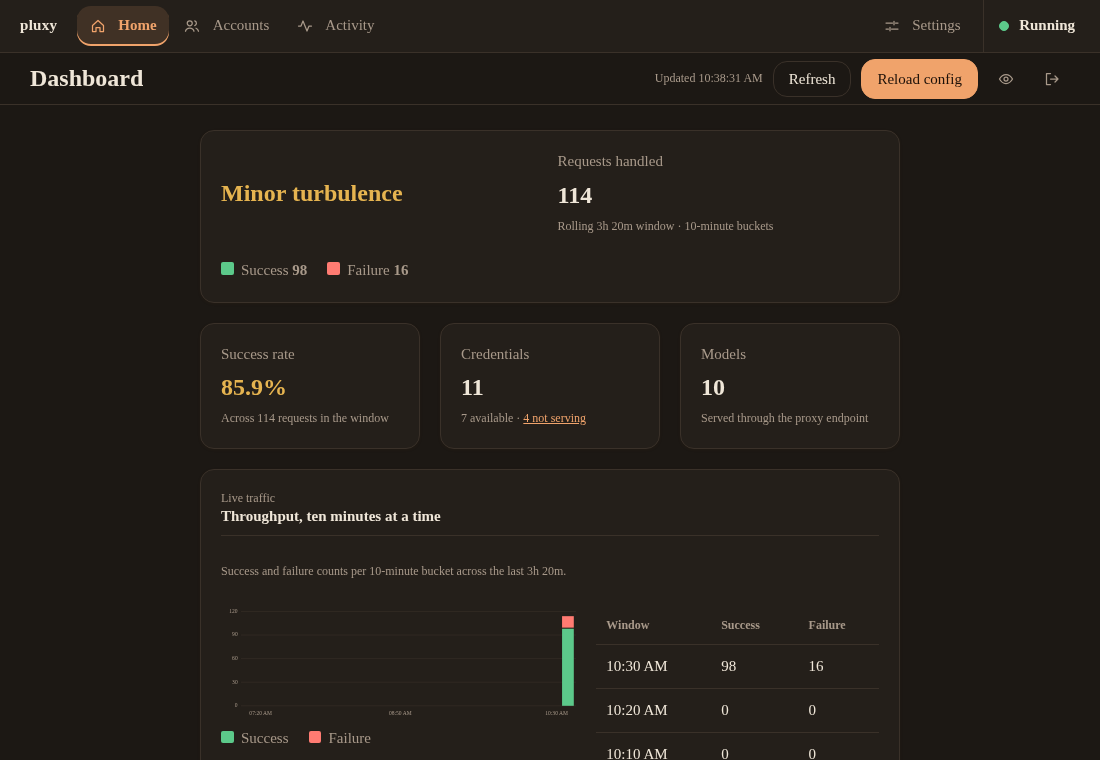 pluxy Home Accounts Activity Settings Running
Dashboard Updated 10:38:31 AM Refresh Reload config
Minor turbulence
Requests handled
114
Rolling 3h 20m window · 10-minute buckets
Success 98 Failure 16
Success rate
85.9%
Across 114 requests in the window
Credentials
11
7 available · 4 not serving
Models
10
Served through the proxy endpoint
Live traffic
Throughput, ten minutes at a time
Success and failure counts per 10-minute bucket across the last 3h 20m.
120
90
60
30
0
07:20 AM 08:50 AM 10:30 AM
Success Failure
Window Success Failure
10:30 AM 98 16
10:20 AM 0 0
10:10 AM 0 0